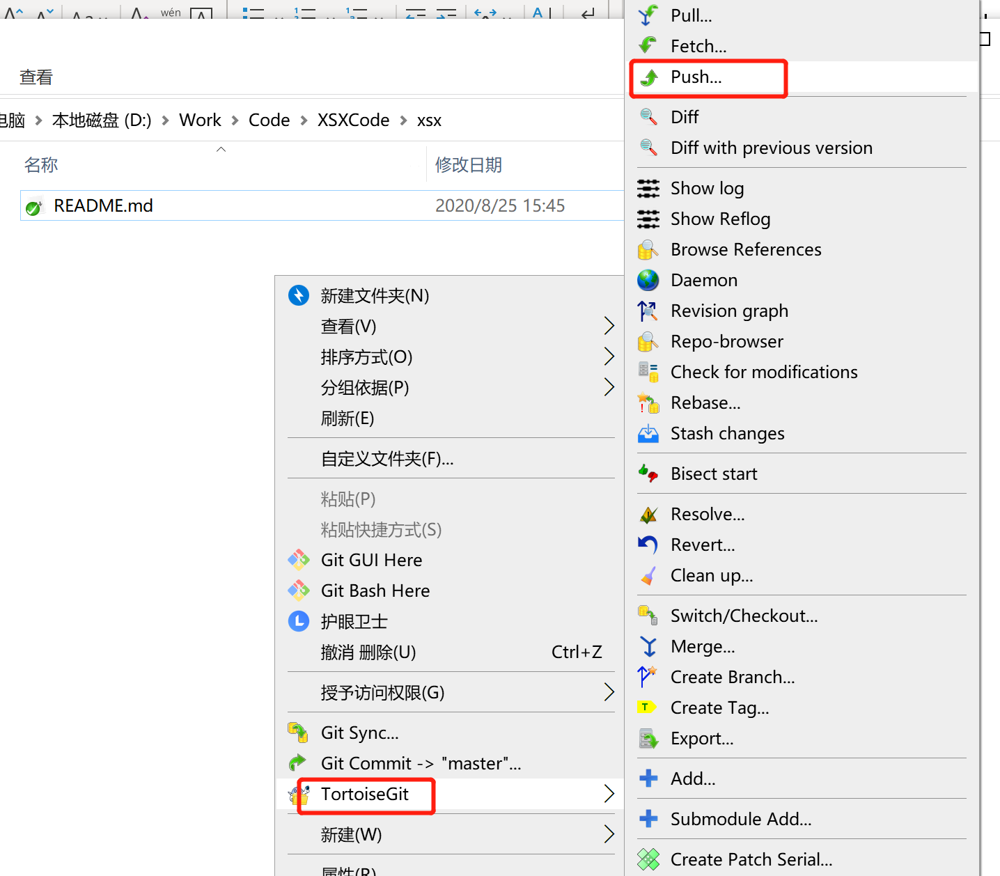 wén
A
查看
电脑 > 本地磁盘 (D:) > Work > Code > XSXCode > xsx
名称
修改日期
README.md
2020/8/25 15:45
新建文件夹(N)
查看(V)
排序方式(O)
分组依据(P)
刷新(E)
自定义文件夹(F)...
粘贴(P)
粘贴快捷方式(S)
Git GUI Here
Git Bash Here
护眼卫士
撤消 删除(U) Ctrl+Z
授予访问权限(G)
Git Sync...
Git Commit -> "master"...
TortoiseGit
新建(W)
属性(R)
Pull...
Fetch...
Push...
Diff
Diff with previous version
Show log
Show Reflog
Browse References
Daemon
Revision graph
Repo-browser
Check for modifications
Rebase...
Stash changes
Bisect start
Resolve...
Revert...
Clean up...
Switch/Checkout...
Merge...
Create Branch...
Create Tag...
Export...
Add...
Submodule Add...
Create Patch Serial...